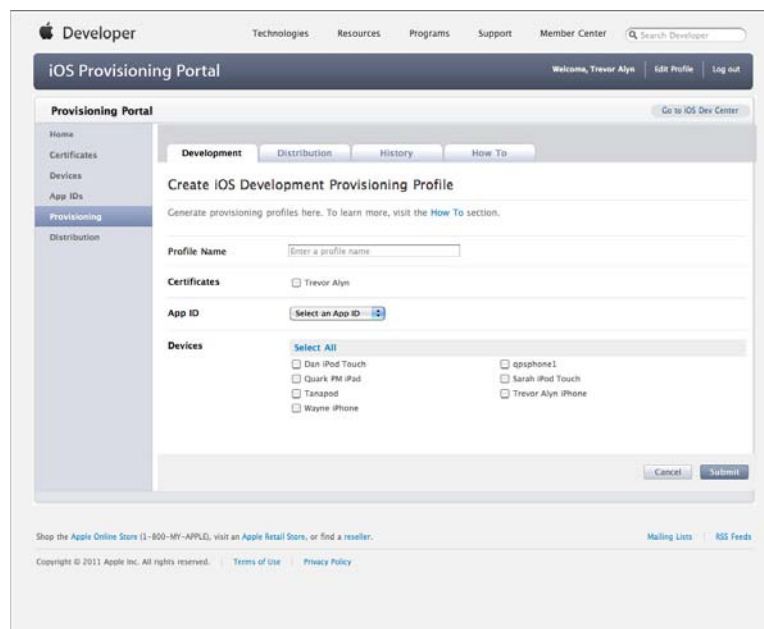 Developer
Technologies Resources Programs Support Member Center Search Developer
iOS Provisioning Portal
Welcome, Trevor Alyn Edit Profile Log out
Provisioning Portal
Go to iOS Dev Center
Home
Certificates
Devices
App IDs
Provisioning
Distribution
Development Distribution History How To
Create iOS Development Provisioning Profile
Generate provisioning profiles here. To learn more, visit the How To section.
Profile Name Enter a profile name
Certificates Trevor Alyn
App ID Select an App ID
Devices Select All
Dan iPod Touch qpsphone1
Quark PM iPad Sarah iPod Touch
Tanapod Trevor Alyn iPhone
Wayne iPhone
Cancel Submit
Shop the Apple Online Store (1-800-MY-APPLE), visit an Apple Retail Store, or find a reseller.
Mailing Lists RSS Feeds
Copyright © 2011 Apple Inc. All rights reserved. Terms of Use Privacy Policy